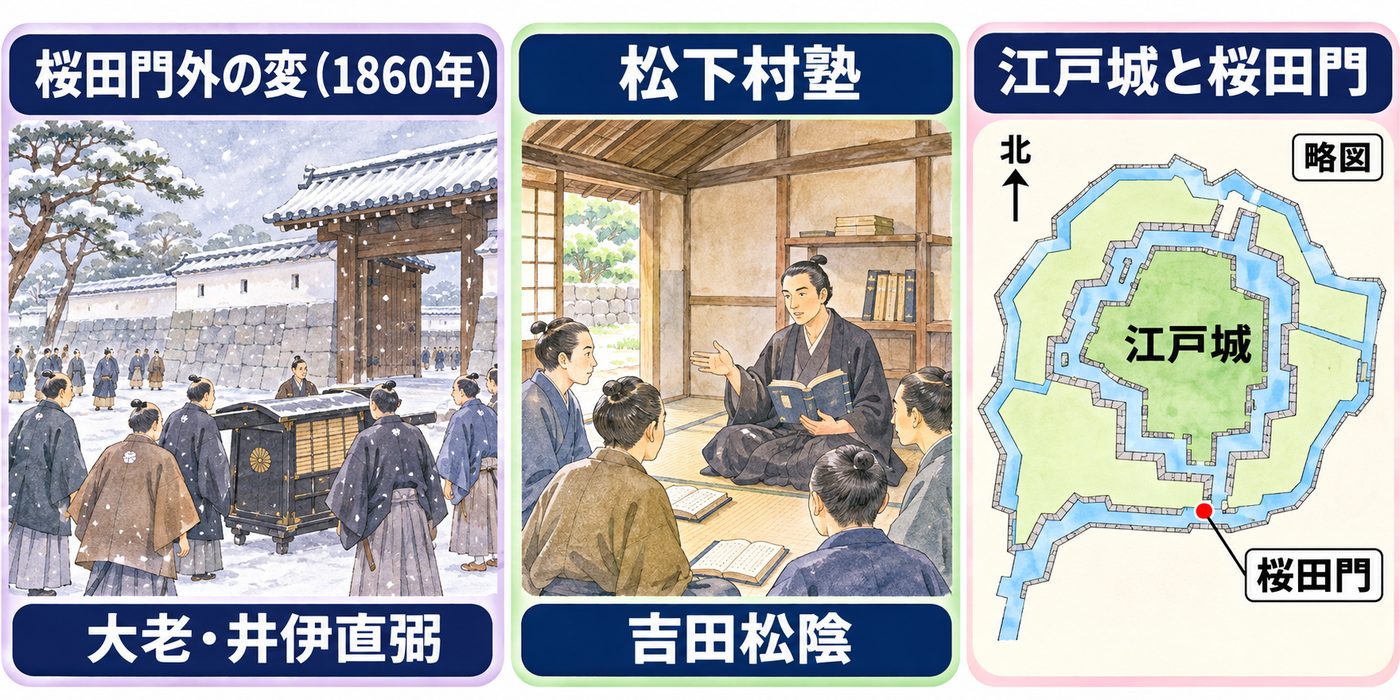 桜田門外の変(1860年)
大老・井伊直弼
松下村塾
吉田松陰
江戸城と桜田門
北
略図
江戸城
桜田門